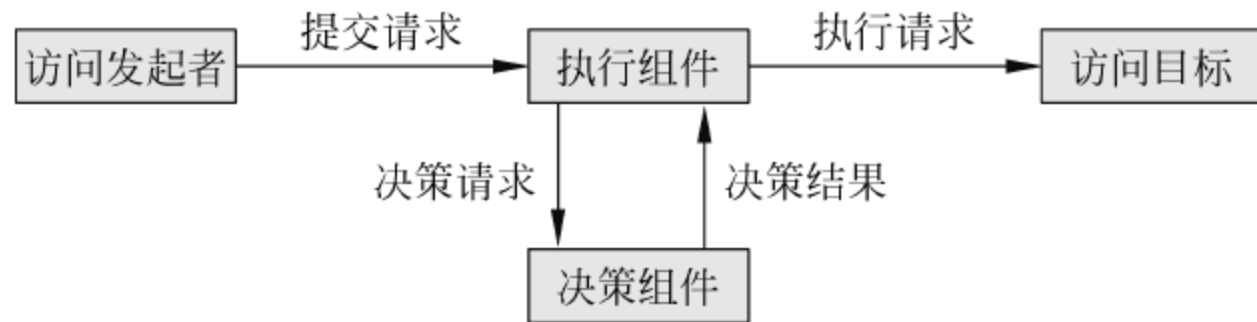 提交请求
执行请求
访问发起者
执行组件
访问目标
决策请求
决策结果
决策组件